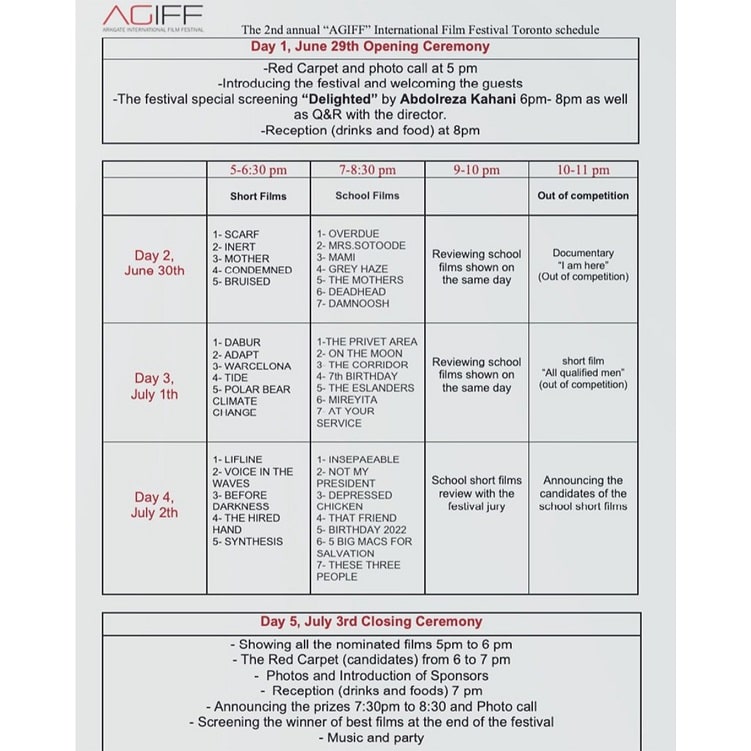 AGIFF
ARKGATE INTERNATIONAL FILM FESTIVAL
The 2nd annual “AGIFF” International Film Festival Toronto schedule
Day 1, June 29th Opening Ceremony
-Red Carpet and photo call at 5 pm
-Introducing the festival and welcoming the guests
-The festival special screening “Delighted” by Abdolreza Kahani 6pm- 8pm as well
as Q&R with the director.
-Reception (drinks and food) at 8pm
5-6:30 pm
7-8:30 pm
9-10 pm
10-11 pm
Short Films
School Films
Out of competition
Day 2,
June 30th
1- SCARF
2- INERT
3- MOTHER
4- CONDEMNED
5- BRUISED
1- OVERDUE
2- MRS.SOTOODE
3- MAMI
4- GREY HAZE
5- THE MOTHERS
6- DEADHEAD
7- DAMNOOSH
Reviewing school
films shown on
the same day
Documentary
“I am here”
(Out of competition)
Day 3,
July 1th
1- DABUR
2- ADAPT
3- WARCELONA
4- TIDE
5- POLAR BEAR
CLIMATE
CHANGE
1-THE PRIVET AREA
2- ON THE MOON
3 THE CORRIDOR
4- 7th BIRTHDAY
5- THE ESLANDERS
6- MIREYITA
7 AT YOUR
SERVICE
Reviewing school
films shown on
the same day
short film
“All qualified men”
(out of competition)
Day 4,
July 2th
1- LIFLINE
2- VOICE IN THE
WAVES
3- BEFORE
DARKNESS
4- THE HIRED
HAND
5- SYNTHESIS
1- INSEPAEABLE
2- NOT MY
PRESIDENT
3- DEPRESSED
CHICKEN
4- THAT FRIEND
5- BIRTHDAY 2022
6- 5 BIG MACS FOR
SALVATION
7- THESE THREE
PEOPLE
School short films
review with the
festival jury
Announcing the
candidates of the
school short films
Day 5, July 3rd Closing Ceremony
- Showing all the nominated films 5pm to 6 pm
- The Red Carpet (candidates) from 6 to 7 pm
- Photos and Introduction of Sponsors
- Reception (drinks and foods) 7 pm
- Announcing the prizes 7:30pm to 8:30 and Photo call
- Screening the winner of best films at the end of the festival
- Music and party